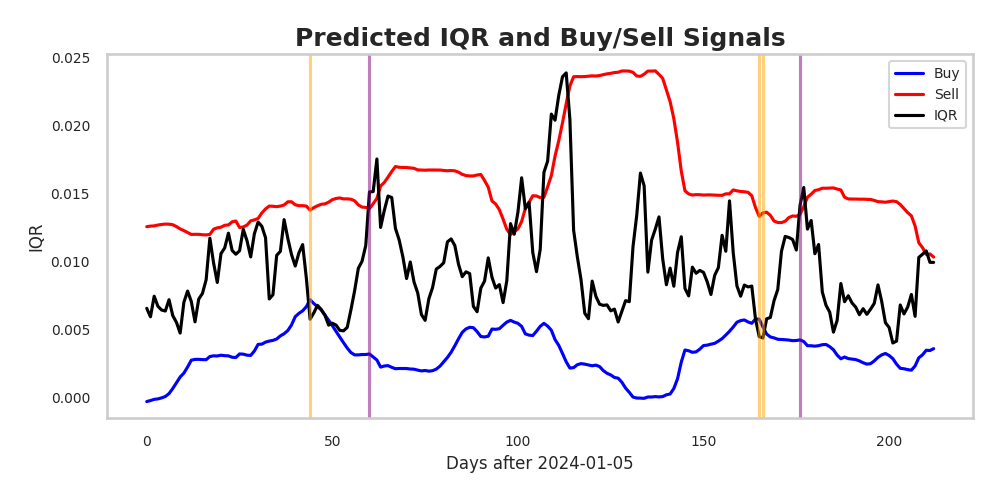 Predicted IQR and Buy/Sell Signals
0.025
0.020
0.015
0.010
0.005
0.000
IQR
Buy
Sell
IQR
0 50 100 150 200
Days after 2024-01-05